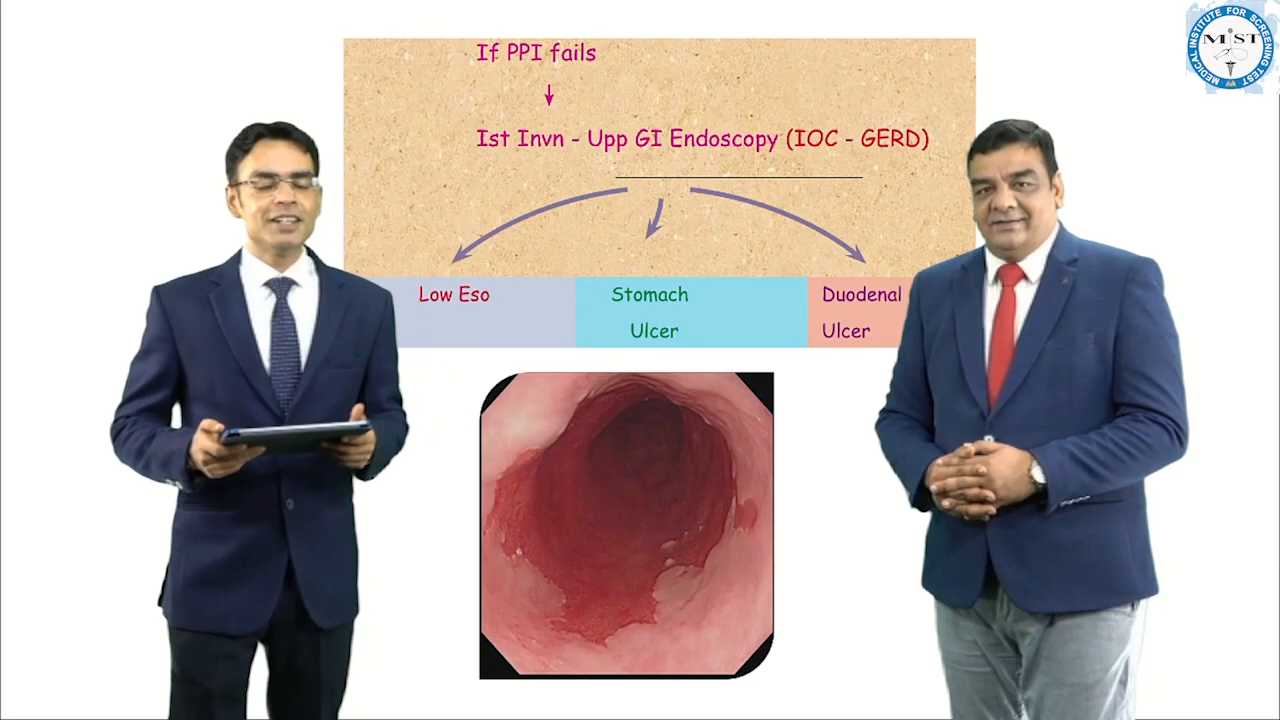 If PPI fails
Ist Invn - Upp GI Endoscopy (IOC - GERD)
Low Eso
Stomach
Ulcer
Duodenal
Ulcer
MIST
MEDICAL INSTITUTE FOR SCREENING TEST